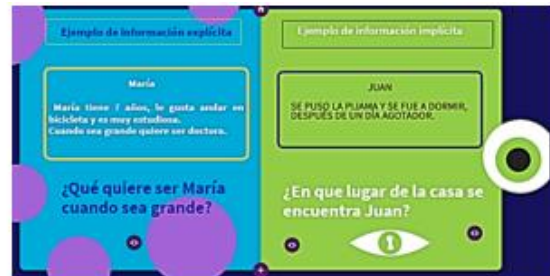 Ejemplo de información explícita
María
María tiene 7 años, le gusta andar en
bicicleta y es muy estudiosa.
Cuando sea grande quiere ser doctora.
¿Qué quiere ser María
cuando sea grande?
Ejemplo de información implícita
JUAN
SE PUSO LA PIJAMA Y SE FUE A DORMIR,
DESPUÉS DE UN DÍA AGOTADOR.
¿En que lugar de la casa se
encuentra Juan?